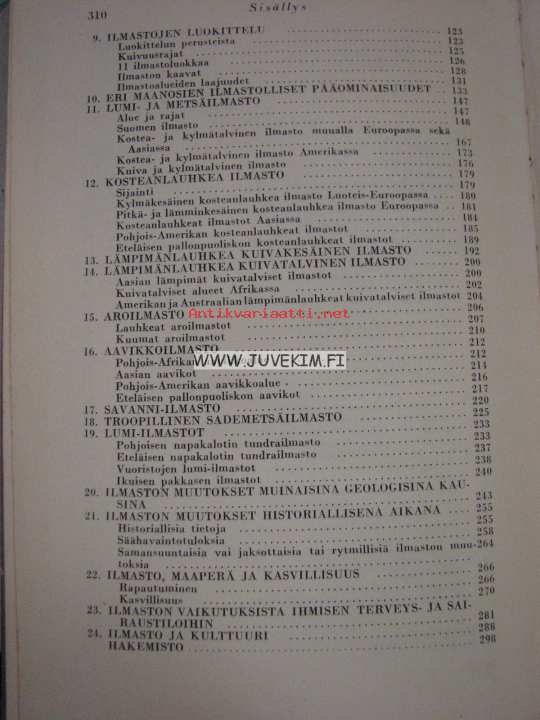 310 Sisällys
9. ILMASTOJEN LUOKITTELU 123
Luokittelun perusteista 123
Kuivuusrajat 125
11 ilmastoluokkaa 126
Ilmaston kaavat 128
Ilmastoalueiden laajuudet 131
10. ERI MAANOSIEN ILMASTOLLISET PÄÄOMINAISUUDET 133
11. LUMI- JA METSÄILMASTO 147
Alue ja rajat 147
Suomen ilmasto 148
Kostea- ja kylmätalvinen ilmasto muualla Euroopassa sekä
Aasiassa 167
Kostea- ja kylmätalvinen ilmasto Amerikassa 173
Kuiva ja kylmätalvinen ilmasto 176
12. KOSTEANLAUHKEA ILMASTO 179
Sijainti 179
Kylmäkesäinen kosteanlauhkea ilmasto Luoteis-Euroopassa 180
Pitkä- ja lämminkesäinen kosteanlauhkea ilmasto Euroopassa 181
Kosteanlauhkeat ilmastot Aasiassa 184
Pohjois-Amerikan kosteanlauhkeat ilmastot 185
Eteläisen pallonpuoliskon kosteanlauhkeat ilmastot 189
13. LÄMPIMÄNLAUHKEA KUIVAKESÄINEN ILMASTO 192
14. LÄMPIMÄNLAUHKEA KUIVATALVINEN ILMASTO 200
Aasian lämpimät kuivatalviset ilmastot 200
Kuivatalviset alueet Afrikassa 202
Amerikan ja Australian lämpimänlauhkeat kuivatalviset ilmastot 204
15. AROILMASTO 206
Antikvariaatti.net
Lauhkeat aroilmastot 207
Kuumat aroilmastot 210
16. AAVIKKOILMASTO 212
Pohjois-Afrikan 212
WWW.JUVEKIM.FI
Aasian aavikot 214
Pohjois-Amerikan aavikkoalue 216
Eteläisen pallonpuoliskon aavikot 217
17. SAVANNI-ILMASTO 220
18. TROOPILLINEN SADEMETSÄILMASTO 225
19. LUMI-ILMASTOT 233
Pohjoisen napakalotin tundrailmasto 233
Eteläisen napakalotin tundrailmasto 237
Vuoristojen lumi-ilmastot 238
Ikuisen pakkasen ilmastot 240
20. ILMASTON MUUTOKSET MUINAISINA GEOLOGISINA KAU-
SINA 243
21. ILMASTON MUUTOKSET HISTORIALLISENA AIKANA 255
Historiallisia tietoja 255
Säähavaintotuloksia 258
Samansuuntaisia vai jaksottaisia tai rytmillisiä ilmaston muu- 264
toksia
22. ILMASTO, MAAPERÄ JA KASVILLISUUS 266
Rapautuminen 266
Kasvillisuus 270
23. ILMASTON VAIKUTUKSISTA IHMISEN TERVEYS- JA SAI-
RAUSTILOIHIN 281
24. ILMASTO JA KULTTUURI 288
HAKEMISTO 298